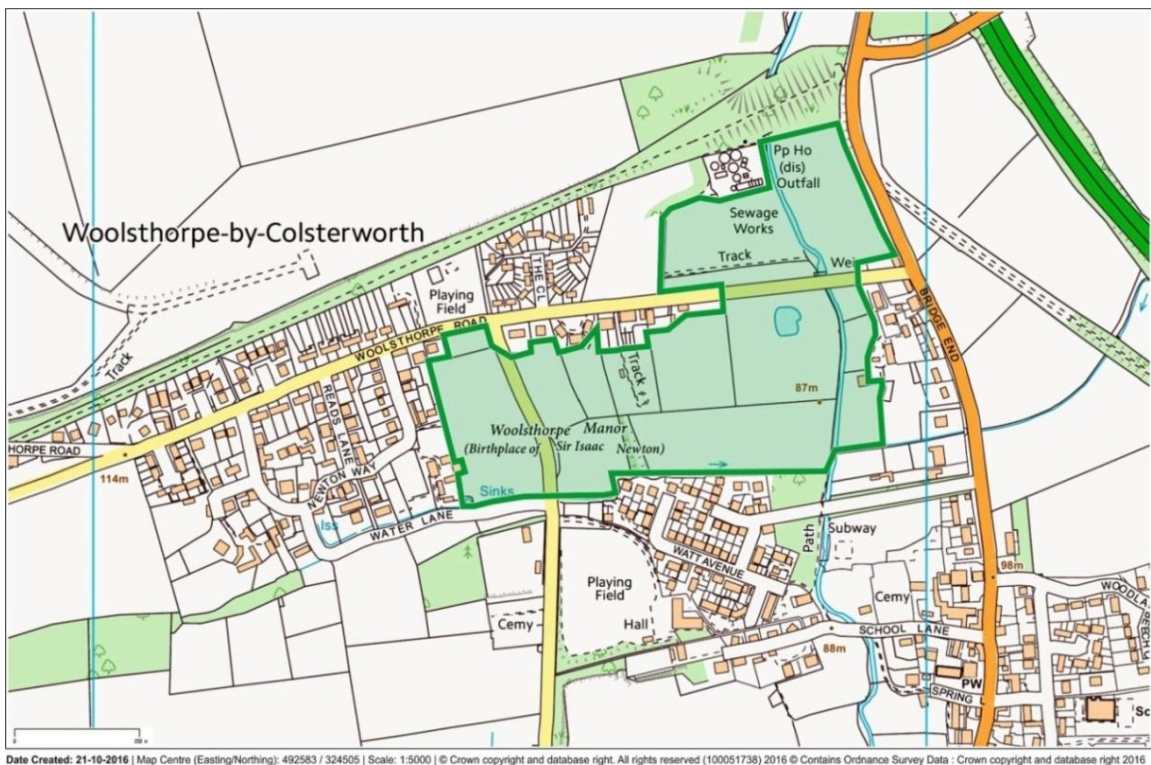 Pp Ho
(dis)
Outfall
Sewage
Works
Woolsthorpe-by-Colsterworth
Track
THE CL
Playing
Field
WOOLSTHORPE ROAD
BRIDGE END
Track
Track
READS LANE
87m
Woolsthorpe Manor
(Birthplace of Sir Isaac Newton)
THORPE ROAD
114m
NEWTON WAY
Sinks
Iss
WATER LANE
Path
Subway
WATT AVENUE
Playing
Field
98m
Cemy
Cemy
Hall
SCHOOL LANE
88m
PW
SPRING
Date Created: 21-10-2016 | Map Centre (Easting/Northing): 492583 / 324505 | Scale: 1:5000 | © Crown copyright and database right. All rights reserved (100051738) 2016 © Contains Ordnance Survey Data : Crown copyright and database right 2016